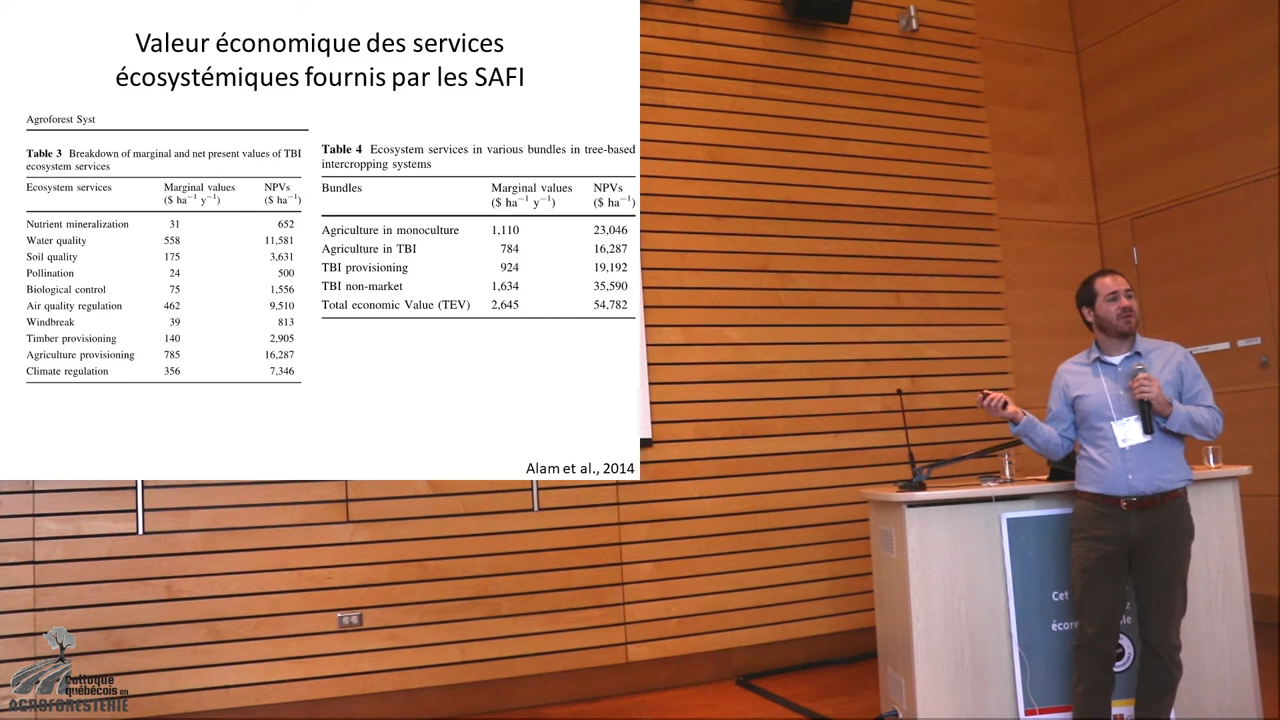 Valeur économique des services
écosystémiques fournis par les SAFI
Agroforest Syst
Table 3 Breakdown of marginal and net present values of TBI
ecosystem services
Ecosystem services Marginal values NPVs
($ ha⁻¹ y⁻¹) ($ ha⁻¹)
Nutrient mineralization 31 652
Water quality 558 11,581
Soil quality 175 3,631
Pollination 24 500
Biological control 75 1,556
Air quality regulation 462 9,510
Windbreak 39 813
Timber provisioning 140 2,905
Agriculture provisioning 785 16,287
Climate regulation 356 7,346
Table 4 Ecosystem services in various bundles in tree-based
intercropping systems
Bundles Marginal values NPVs
($ ha⁻¹ y⁻¹) ($ ha⁻¹)
Agriculture in monoculture 1,110 23,046
Agriculture in TBI 784 16,287
TBI provisioning 924 19,192
TBI non-market 1,634 35,590
Total economic Value (TEV) 2,645 54,782
Alam et al., 2014
Cet
écore
Colloque
québécois en
AGROFORESTERIE